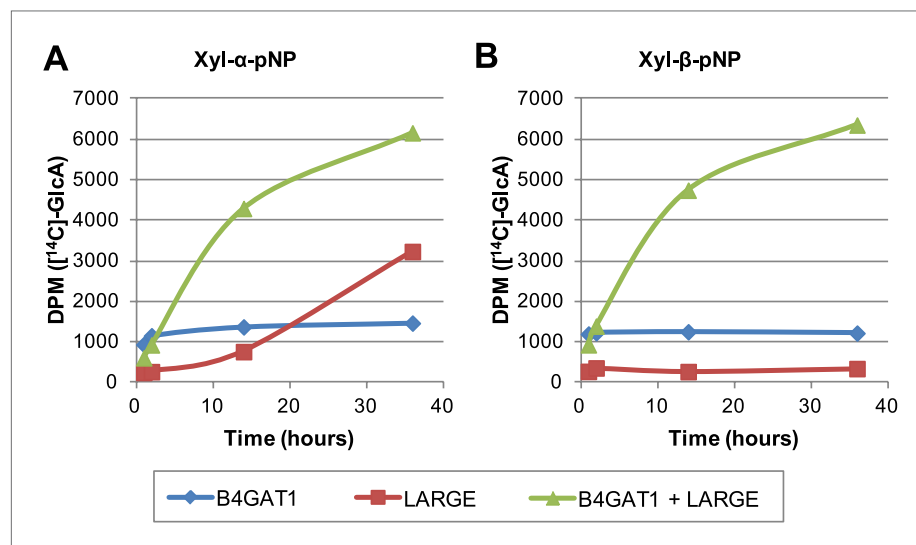 A
Xyl-α-pNP
7000
6000
5000
4000
3000
2000
1000
0
DPM ([¹⁴C]-GlcA)
0 10 20 30 40
Time (hours)
B
Xyl-β-pNP
7000
6000
5000
4000
3000
2000
1000
0
DPM ([¹⁴C]-GlcA)
0 10 20 30 40
Time (hours)
B4GAT1 LARGE B4GAT1 + LARGE